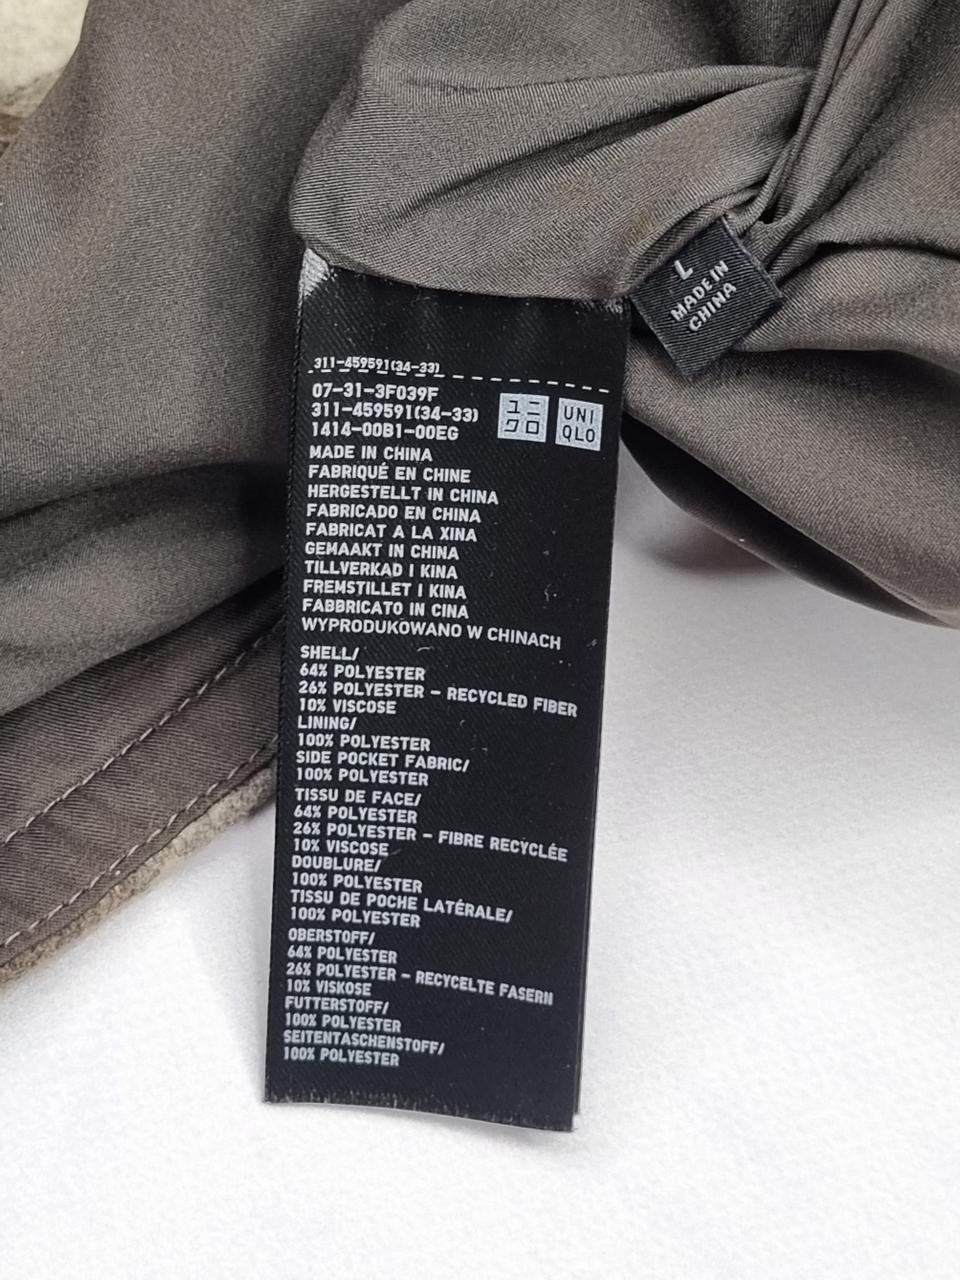 L
MADE IN
CHINA
311-459591(34-33)
07-31-3F039F
311-459591(34-33)
1414-00B1-00EG
ユニ
クロ
UNI
QLO
MADE IN CHINA
FABRIQUÉ EN CHINE
HERGESTELLT IN CHINA
FABRICADO EN CHINA
FABRICAT A LA XINA
GEMAAKT IN CHINA
TILLVERKAD I KINA
FREMSTILLET I KINA
FABBRICATO IN CINA
WYPRODUKOWANO W CHINACH
SHELL/
64% POLYESTER
26% POLYESTER - RECYCLED FIBER
10% VISCOSE
LINING/
100% POLYESTER
SIDE POCKET FABRIC/
100% POLYESTER
TISSU DE FACE/
64% POLYESTER
26% POLYESTER - FIBRE RECYCLÉE
10% VISCOSE
DOUBLURE/
100% POLYESTER
TISSU DE POCHE LATÉRALE/
100% POLYESTER
OBERSTOFF/
64% POLYESTER
26% POLYESTER - RECYCELTE FASERN
10% VISKOSE
FUTTERSTOFF/
100% POLYESTER
SEITENTASCHENSTOFF/
100% POLYESTER